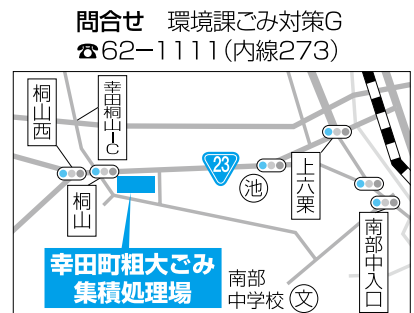 問合せ　環境課ごみ対策G
☎62－1111（内線273）
桐山西
幸田桐山IC
桐山
23
池
上六栗
南部中入口
幸田町粗大ごみ
集積処理場
南部
中学校
文